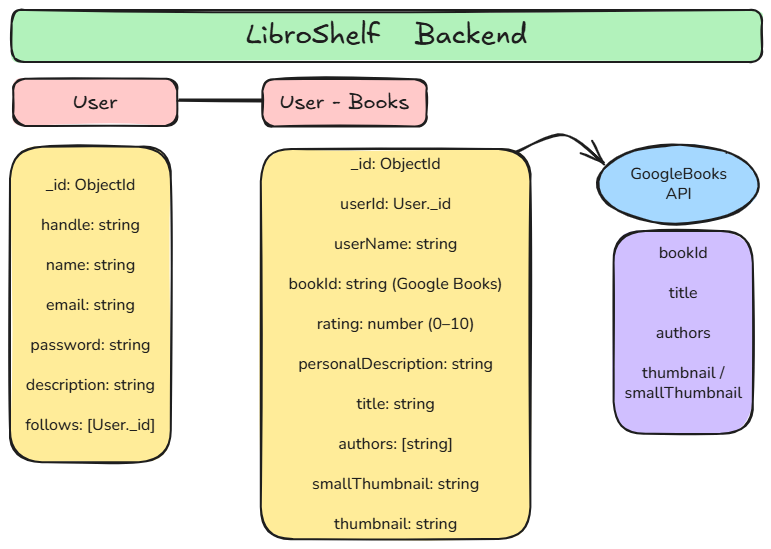 LibroShelf Backend
User
User - Books
_id: ObjectId
handle: string
name: string
email: string
password: string
description: string
follows: [User._id]
_id: ObjectId
userId: User._id
userName: string
bookId: string (Google Books)
rating: number (0–10)
personalDescription: string
title: string
authors: [string]
smallThumbnail: string
thumbnail: string
GoogleBooks
API
bookId
title
authors
thumbnail /
smallThumbnail